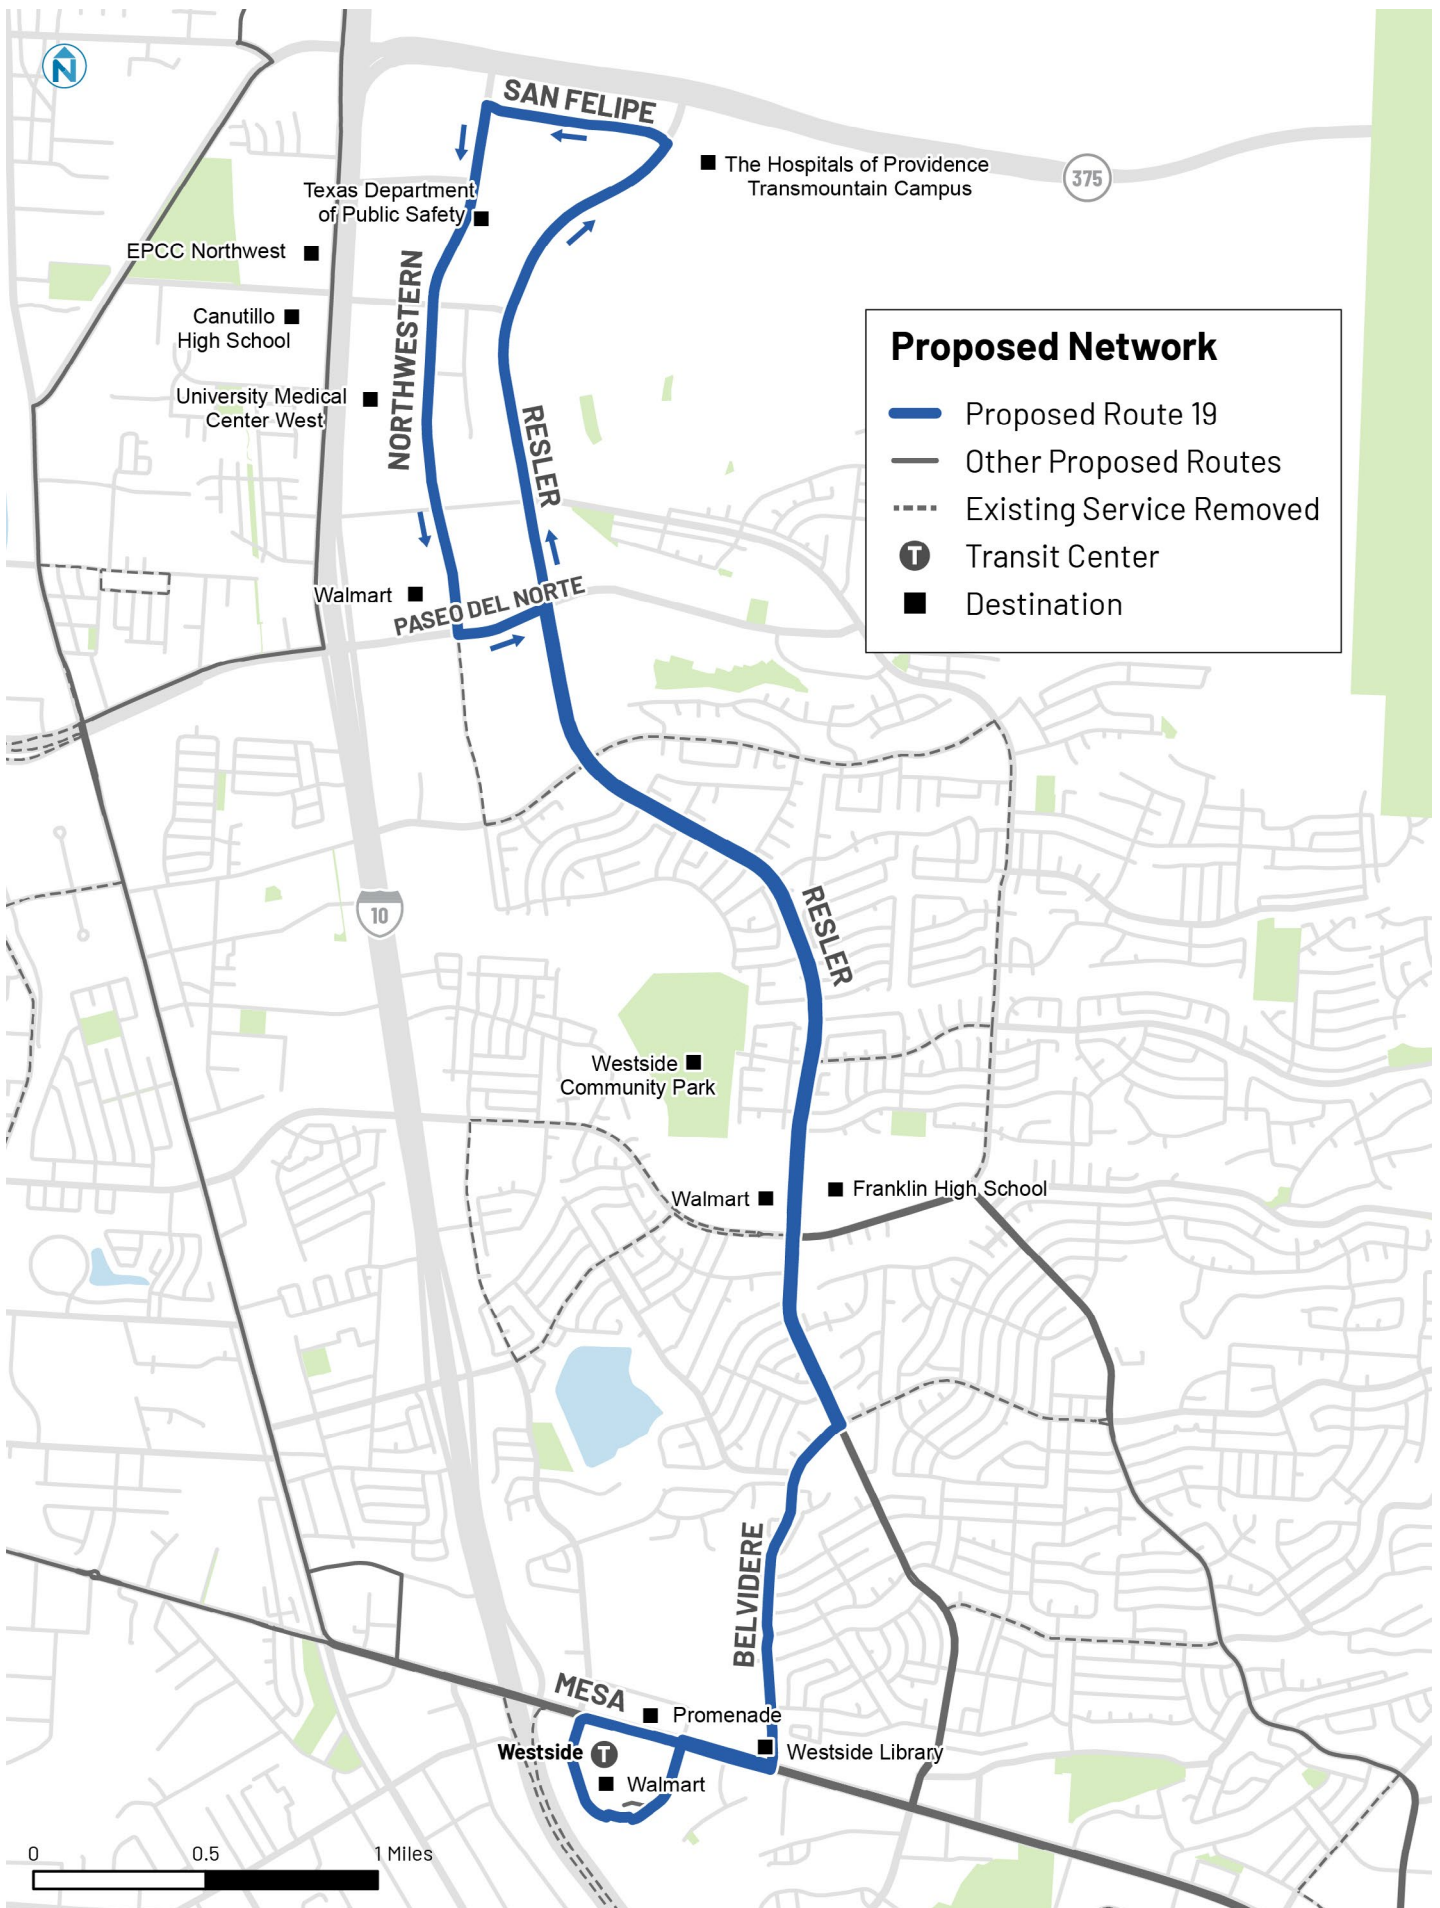 N
SAN FELIPE
The Hospitals of Providence
Transmountain Campus
375
Texas Department
of Public Safety
EPCC Northwest
NORTHWESTERN
Canutillo
High School
University Medical
Center West
RESLER
Proposed Network
Proposed Route 19
Other Proposed Routes
Existing Service Removed
T
Transit Center
Destination
Walmart
PASEO DEL NORTE
10
RESLER
Westside
Community Park
Walmart
Franklin High School
BELVIDERE
MESA
Promenade
Westside
T
Westside Library
Walmart
0
0.5
1 Miles